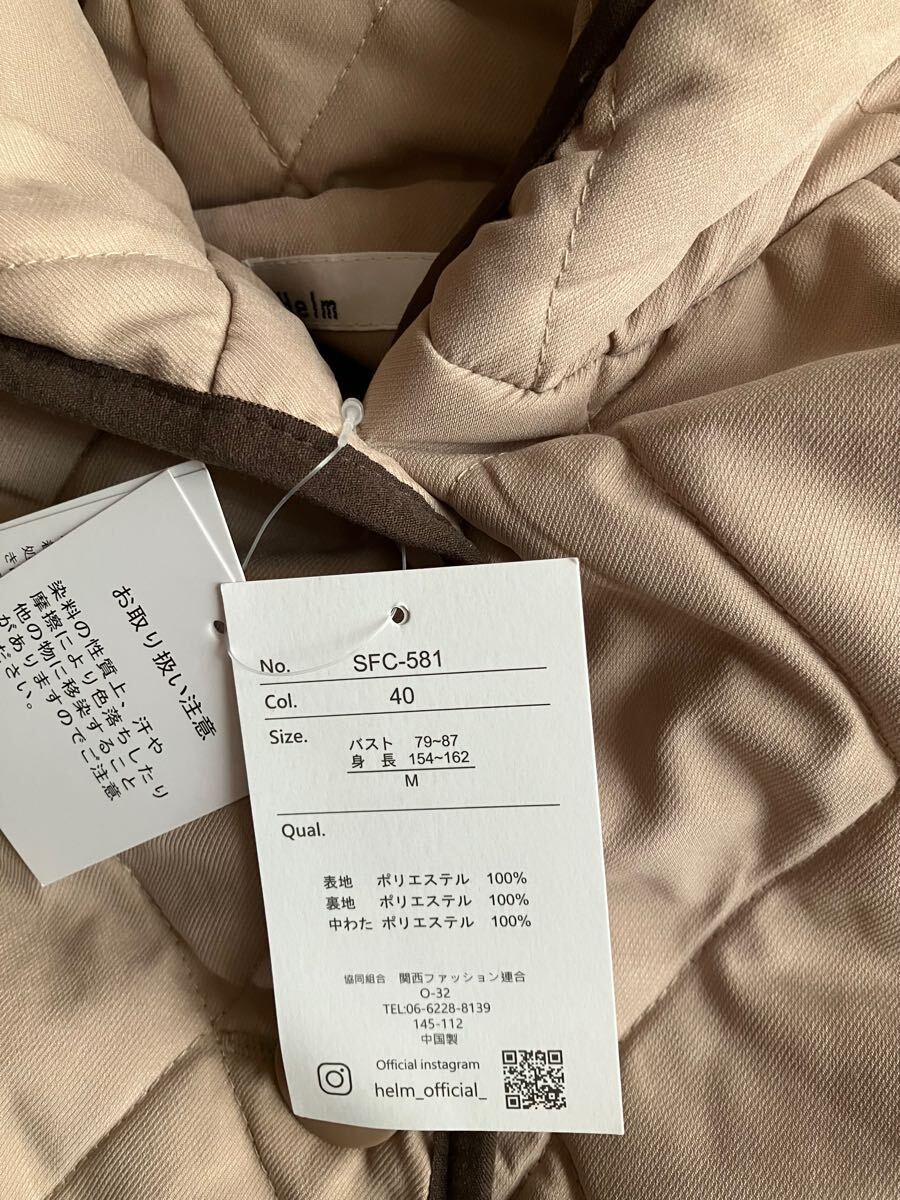 Helm
お取り扱い注意
染料の性質上、汗や
摩擦により色落ちしたり
他の物に移染すること
がありますのでご注意
ださい。
No. SFC-581
Col. 40
Size. バスト 79~87
身長 154~162
M
Qual.
表地 ポリエステル 100%
裏地 ポリエステル 100%
中わた ポリエステル 100%
協同組合 関西ファッション連合
O-32
TEL:06-6228-8139
145-112
中国製
Official instagram
helm_official_